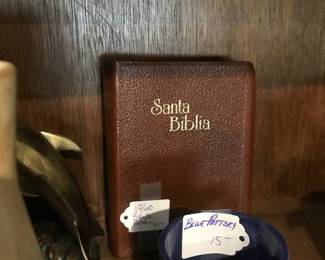 Santa
Biblia
1960
BLUE POTTERY
15-